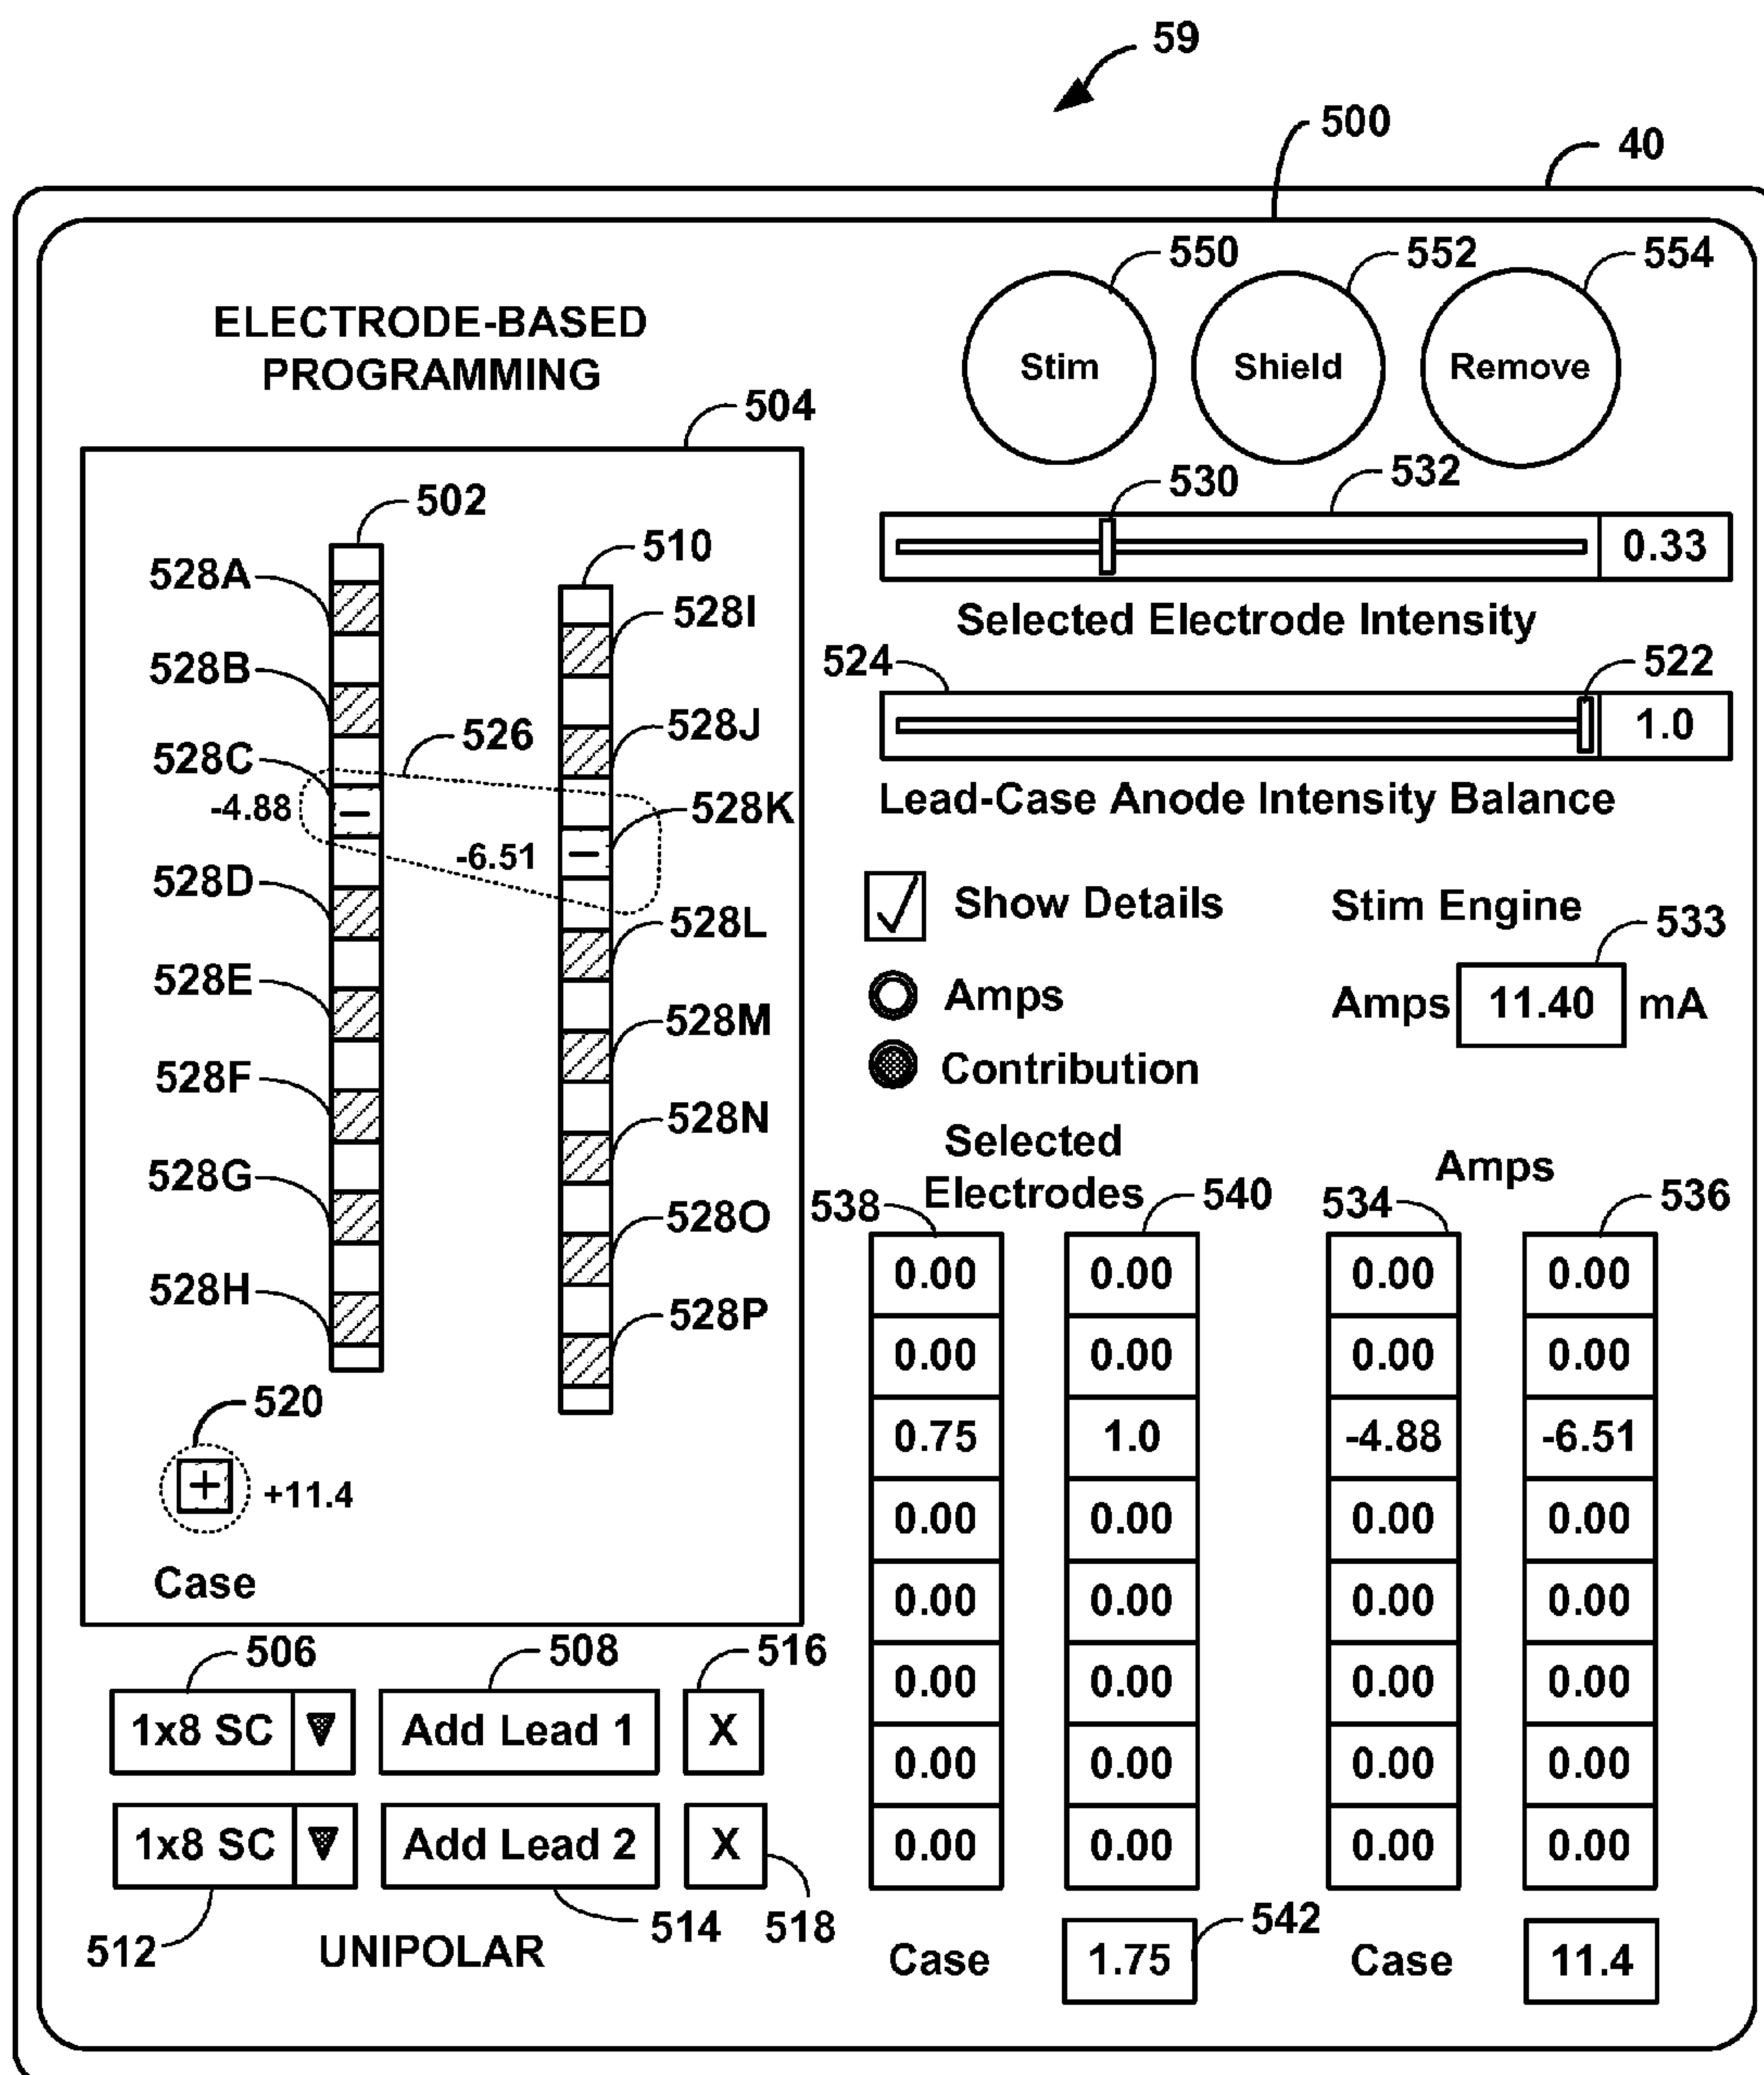 59
500
40
550
552
554
ELECTRODE-BASED
PROGRAMMING
Stim
Shield
Remove
504
530
532
0.33
Selected Electrode Intensity
524
522
1.0
Lead-Case Anode Intensity Balance
502
510
528A
528I
528B
526
528J
528C
-4.88
528K
-6.51
528D
528L
528E
528M
528F
528N
528G
528O
528H
528P
520
+
+11.4
Case
Show Details
Stim Engine
533
Amps
Amps 11.40 mA
Contribution
Selected
Electrodes
Amps
538
540
534
536
0.00 0.00 0.00 0.00
0.00 0.00 0.00 0.00
0.75 1.0 -4.88 -6.51
0.00 0.00 0.00 0.00
0.00 0.00 0.00 0.00
0.00 0.00 0.00 0.00
0.00 0.00 0.00 0.00
0.00 0.00 0.00 0.00
Case 1.75 542
Case 11.4
506
508
516
1x8 SC Add Lead 1 X
1x8 SC Add Lead 2 X
512
514
518
UNIPOLAR